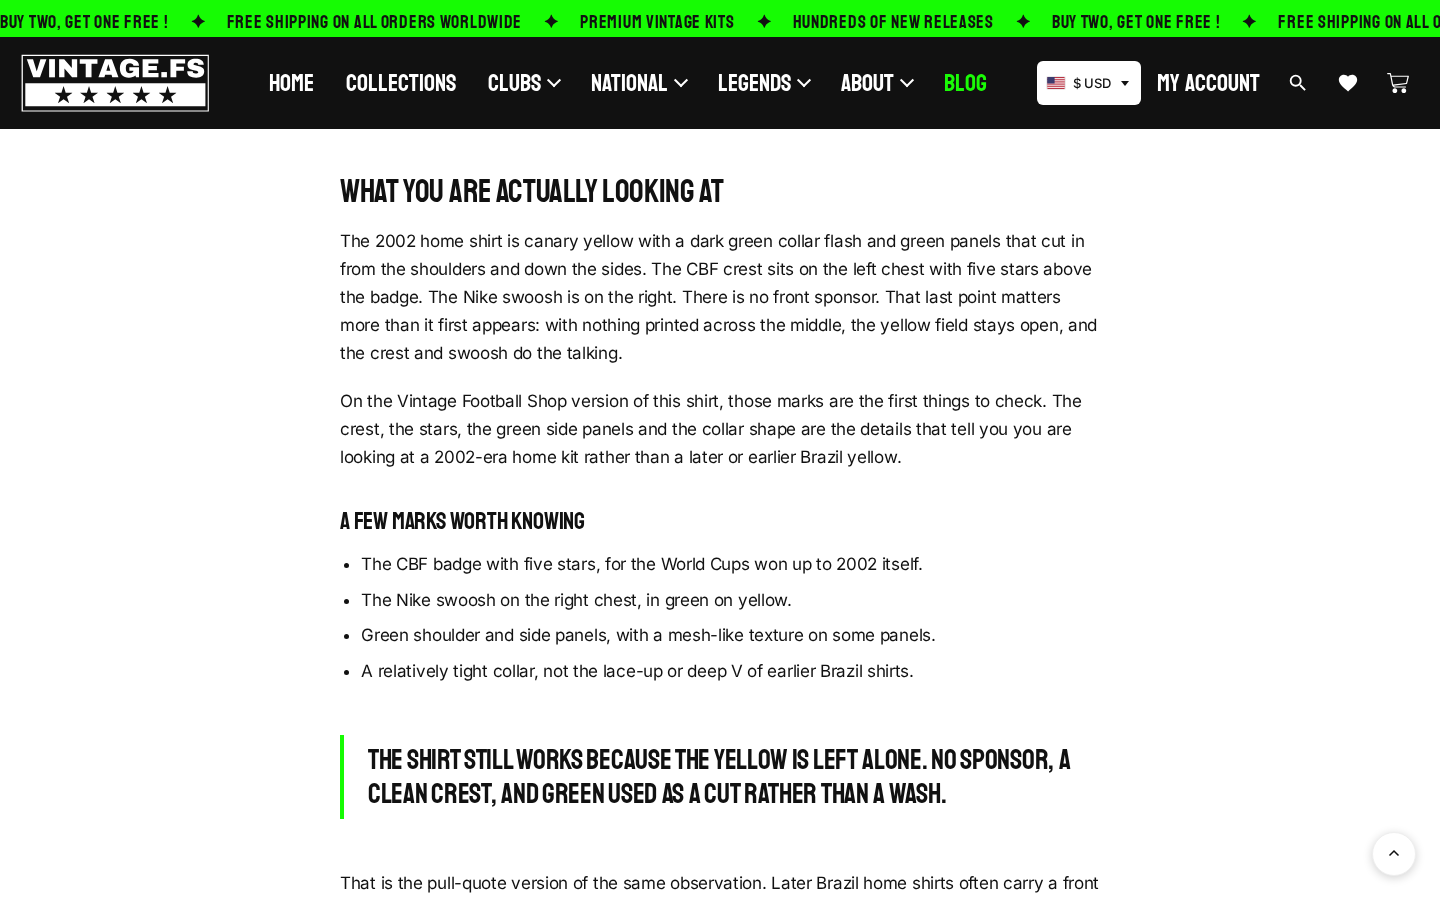 BUY TWO, GET ONE FREE ! ✦ FREE SHIPPING ON ALL ORDERS WORLDWIDE ✦ PREMIUM VINTAGE KITS ✦ HUNDREDS OF NEW RELEASES ✦ BUY TWO, GET ONE FREE ! ✦ FREE SHIPPING ON ALL
VINTAGE.FS
HOME COLLECTIONS CLUBS NATIONAL LEGENDS ABOUT BLOG $ USD MY ACCOUNT
WHAT YOU ARE ACTUALLY LOOKING AT
The 2002 home shirt is canary yellow with a dark green collar flash and green panels that cut in
from the shoulders and down the sides. The CBF crest sits on the left chest with five stars above
the badge. The Nike swoosh is on the right. There is no front sponsor. That last point matters
more than it first appears: with nothing printed across the middle, the yellow field stays open, and
the crest and swoosh do the talking.
On the Vintage Football Shop version of this shirt, those marks are the first things to check. The
crest, the stars, the green side panels and the collar shape are the details that tell you you are
looking at a 2002-era home kit rather than a later or earlier Brazil yellow.
A FEW MARKS WORTH KNOWING
• The CBF badge with five stars, for the World Cups won up to 2002 itself.
• The Nike swoosh on the right chest, in green on yellow.
• Green shoulder and side panels, with a mesh-like texture on some panels.
• A relatively tight collar, not the lace-up or deep V of earlier Brazil shirts.
THE SHIRT STILL WORKS BECAUSE THE YELLOW IS LEFT ALONE. NO SPONSOR, A
CLEAN CREST, AND GREEN USED AS A CUT RATHER THAN A WASH.
That is the pull-quote version of the same observation. Later Brazil home shirts often carry a front